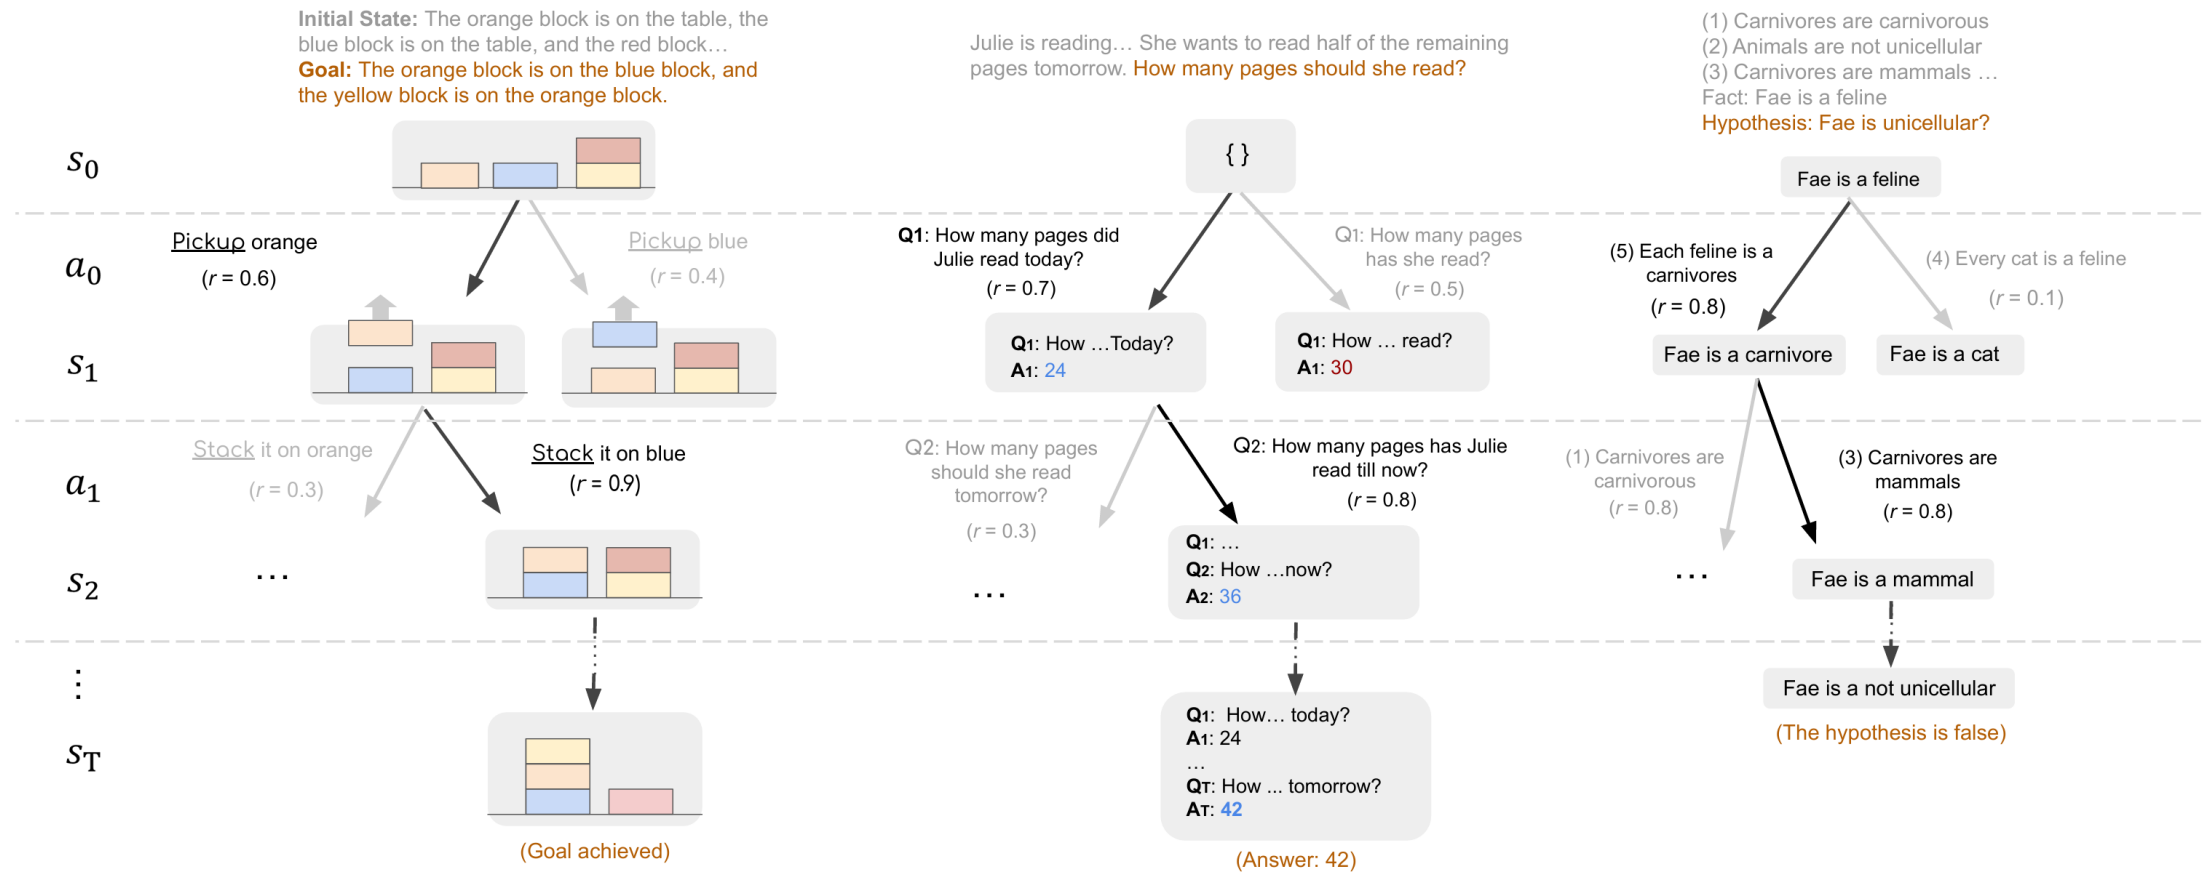 Initial State: The orange block is on the table, the
blue block is on the table, and the red block…
Goal: The orange block is on the blue block, and
the yellow block is on the orange block.
Julie is reading… She wants to read half of the remaining
pages tomorrow. How many pages should she read?
(1) Carnivores are carnivorous
(2) Animals are not unicellular
(3) Carnivores are mammals …
Fact: Fae is a feline
Hypothesis: Fae is unicellular?
s0
{ }
Fae is a feline
a0
Pickup orange
(r = 0.6)
Pickup blue
(r = 0.4)
Q1: How many pages did
Julie read today?
(r = 0.7)
Q1: How many pages
has she read?
(r = 0.5)
(5) Each feline is a
carnivores
(r = 0.8)
(4) Every cat is a feline
(r = 0.1)
s1
Q1: How …Today?
A1: 24
Q1: How … read?
A1: 30
Fae is a carnivore
Fae is a cat
a1
Stack it on orange
(r = 0.3)
Stack it on blue
(r = 0.9)
Q2: How many pages
should she read
tomorrow?
(r = 0.3)
Q2: How many pages has Julie
read till now?
(r = 0.8)
(1) Carnivores are
carnivorous
(r = 0.8)
(3) Carnivores are
mammals
(r = 0.8)
s2
...
...
Q1: …
Q2: How …now?
A2: 36
...
Fae is a mammal
⋮
sT
(Goal achieved)
Q1: How… today?
A1: 24
…
QT: How ... tomorrow?
AT: 42
(Answer: 42)
Fae is a not unicellular
(The hypothesis is false)